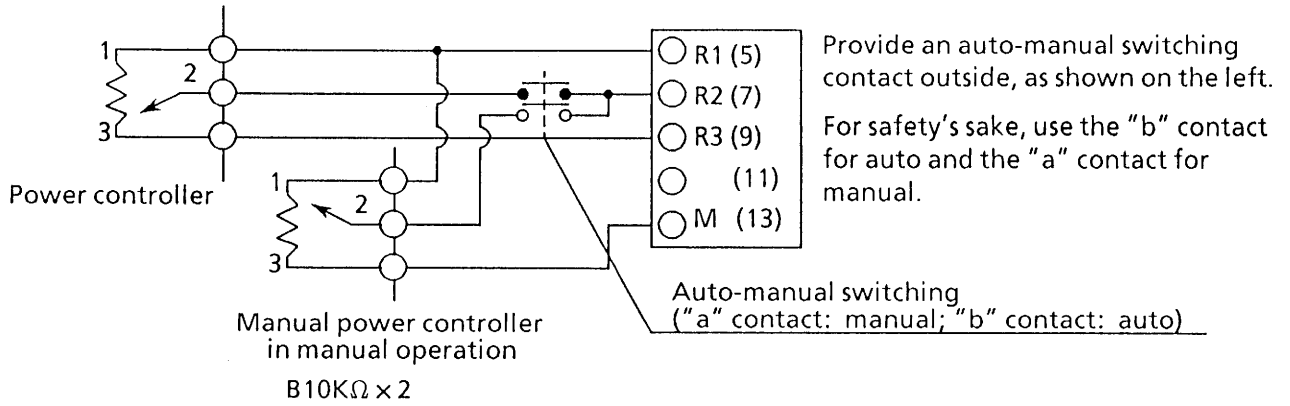 1
2
3
Power controller
1
2
3
Manual power controller
in manual operation
B10KΩ × 2
R1 (5)
R2 (7)
R3 (9)
(11)
M (13)
Provide an auto-manual switching
contact outside, as shown on the left.
For safety's sake, use the "b" contact
for auto and the "a" contact for
manual.
Auto-manual switching
("a" contact: manual; "b" contact: auto)